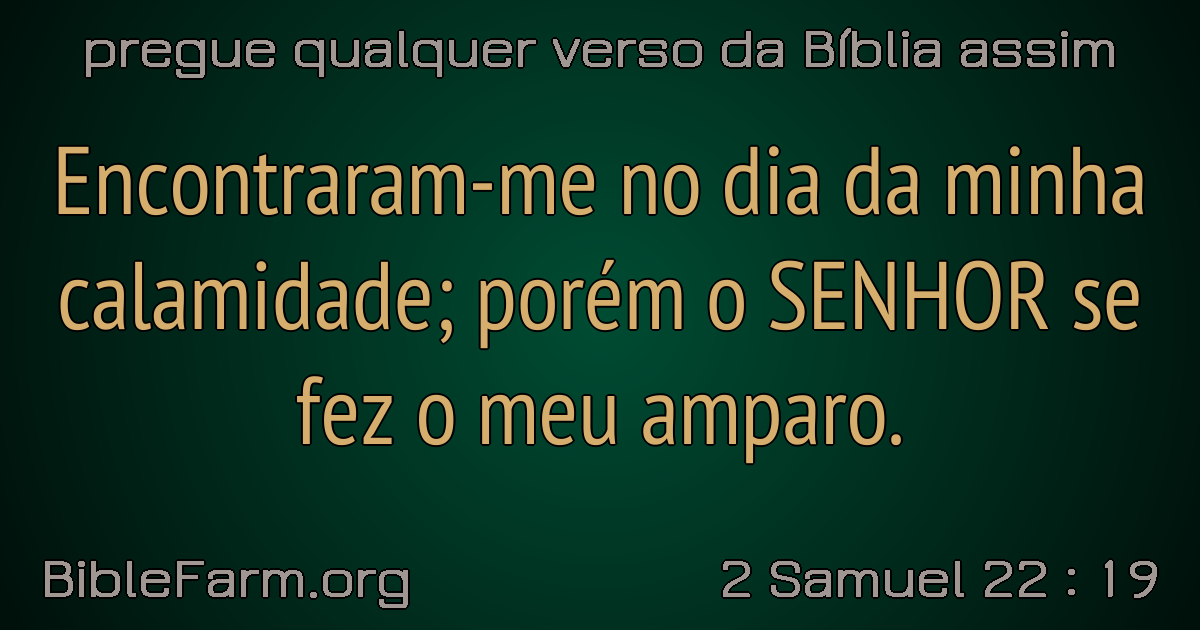 pregue qualquer verso da Bíblia assim
Encontraram-me no dia da minha
calamidade; porém o SENHOR se
fez o meu amparo.
BibleFarm.org
2 Samuel 22 : 19